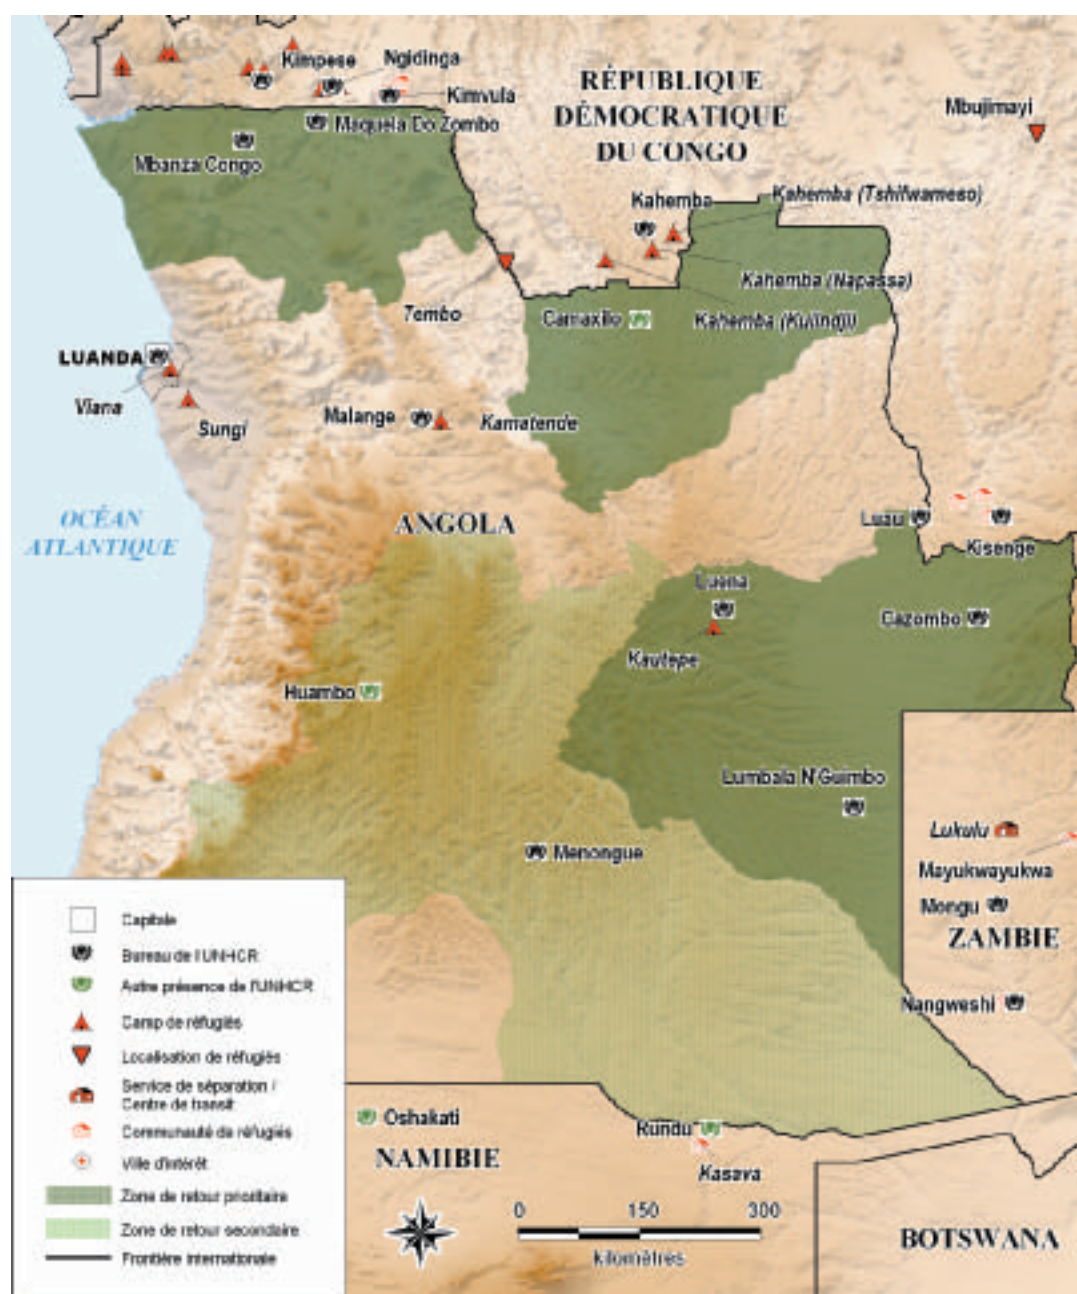 Kimpese
Ngidinga
Kimvula
Maquela Do Zombo
Mbanza Congo
RÉPUBLIQUE
DÉMOCRATIQUE
DU CONGO
Mbujimayi
Kahemba
Kahemba (Tshifwameso)
Kahemba (Napassa)
Kahemba (Kulindji)
Tembo
Camaxilo
LUANDA
Viana
Sungi
Malange
Kamatende
OCÉAN
ATLANTIQUE
ANGOLA
Luau
Kisenge
Luena
Cazombo
Kautepe
Huambo
Lumbala N'Guimbo
Lukulu
Mayukwayukwa
Menongue
Mongu
ZAMBIE
Nangweshi
Capitale
Bureau de l'UNHCR
Autre présence de l'UNHCR
Camp de réfugiés
Localisation de réfugiés
Service de séparation /
Centre de transit
Communauté de réfugiés
Ville d'intérêt
Zone de retour prioritaire
Zone de retour secondaire
Frontière internationale
Oshakati
Rundu
NAMIBIE
Kasava
0 150 300
kilomètres
BOTSWANA